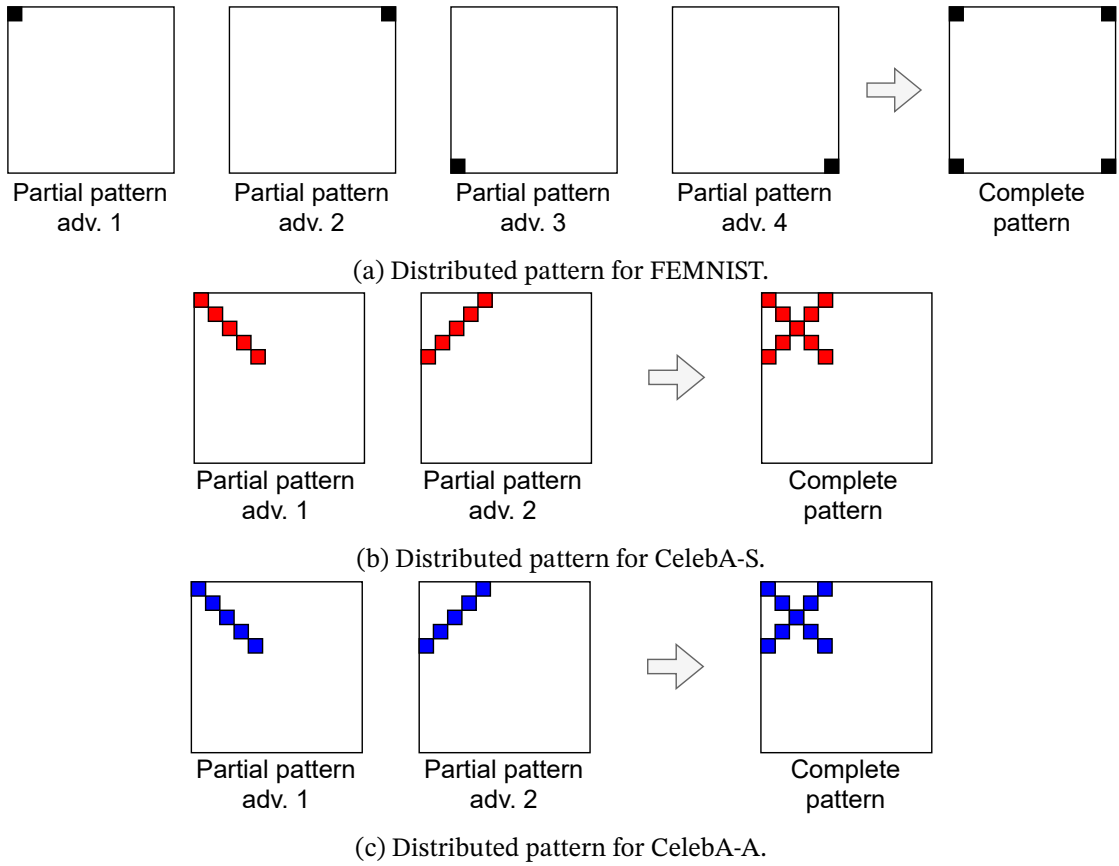 Partial pattern
adv. 1
Partial pattern
adv. 2
Partial pattern
adv. 3
Partial pattern
adv. 4
Complete
pattern
(a) Distributed pattern for FEMNIST.
Partial pattern
adv. 1
Partial pattern
adv. 2
Complete
pattern
(b) Distributed pattern for CelebA-S.
Partial pattern
adv. 1
Partial pattern
adv. 2
Complete
pattern
(c) Distributed pattern for CelebA-A.